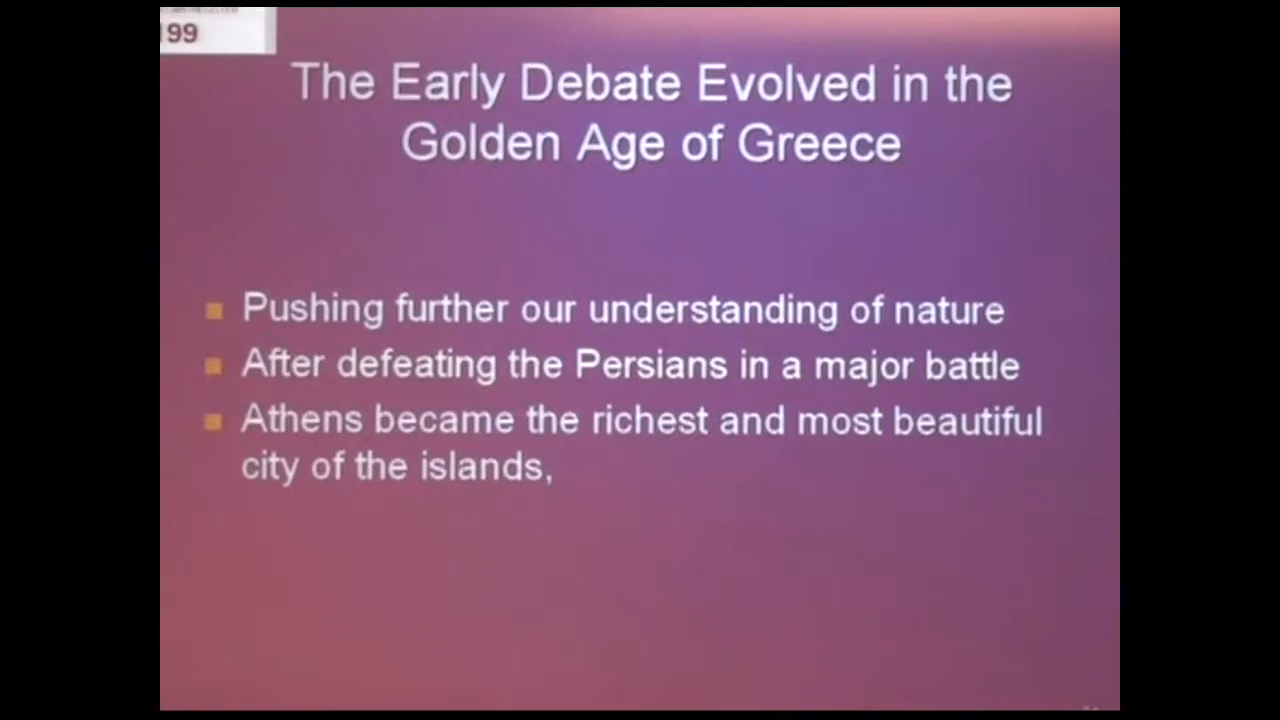 199
The Early Debate Evolved in the
Golden Age of Greece
Pushing further our understanding of nature
After defeating the Persians in a major battle
Athens became the richest and most beautiful
city of the islands,